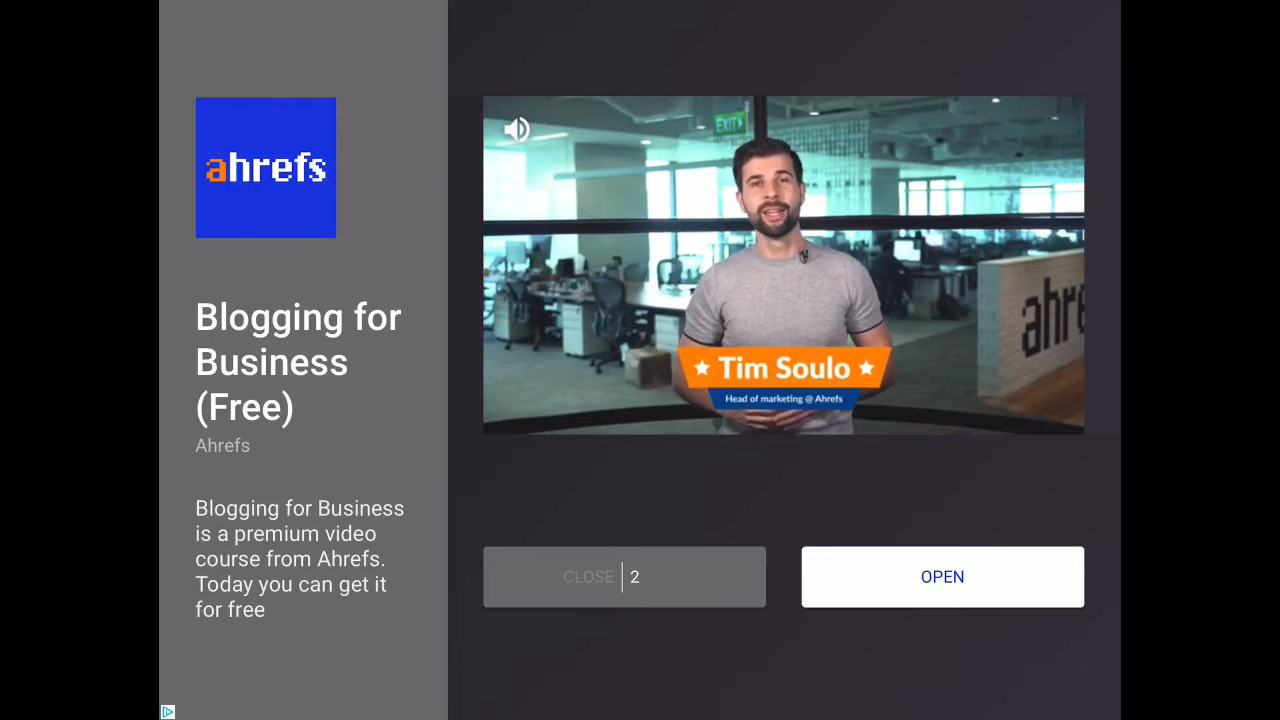 ahrefs
Blogging for
Business
(Free)
Ahrefs
Blogging for Business
is a premium video
course from Ahrefs.
Today you can get it
for free
EXIT
ahre
Tim Soulo
Head of marketing @ Ahrefs
CLOSE 2
OPEN